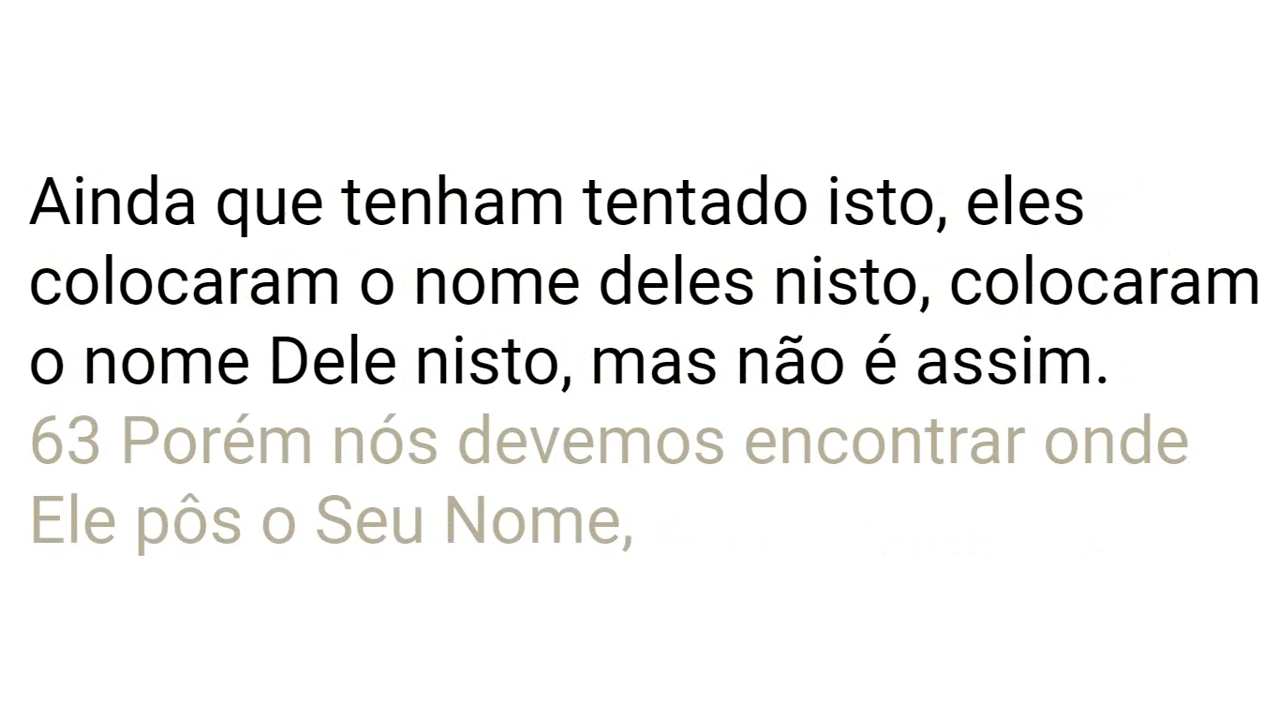 Ainda que tenham tentado isto, eles
colocaram o nome deles nisto, colocaram
o nome Dele nisto, mas não é assim.
63 Porém nós devemos encontrar onde
Ele pôs o Seu Nome,